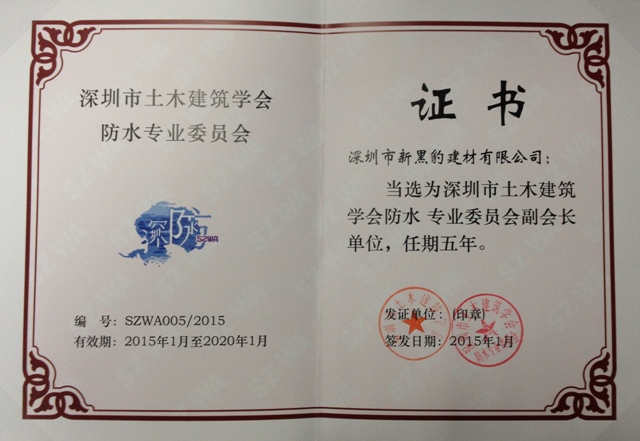 深圳市土木建筑学会
防水专业委员会
深防
SZWA
编 号: SZWA005/2015
有效期: 2015年1月至2020年1月
证书
深圳市新黑豹建材有限公司:
当选为深圳市土木建筑
学会防水 专业委员会副会长
单位，任期五年。
发证单位: (印章)
签发日期: 2015年1月